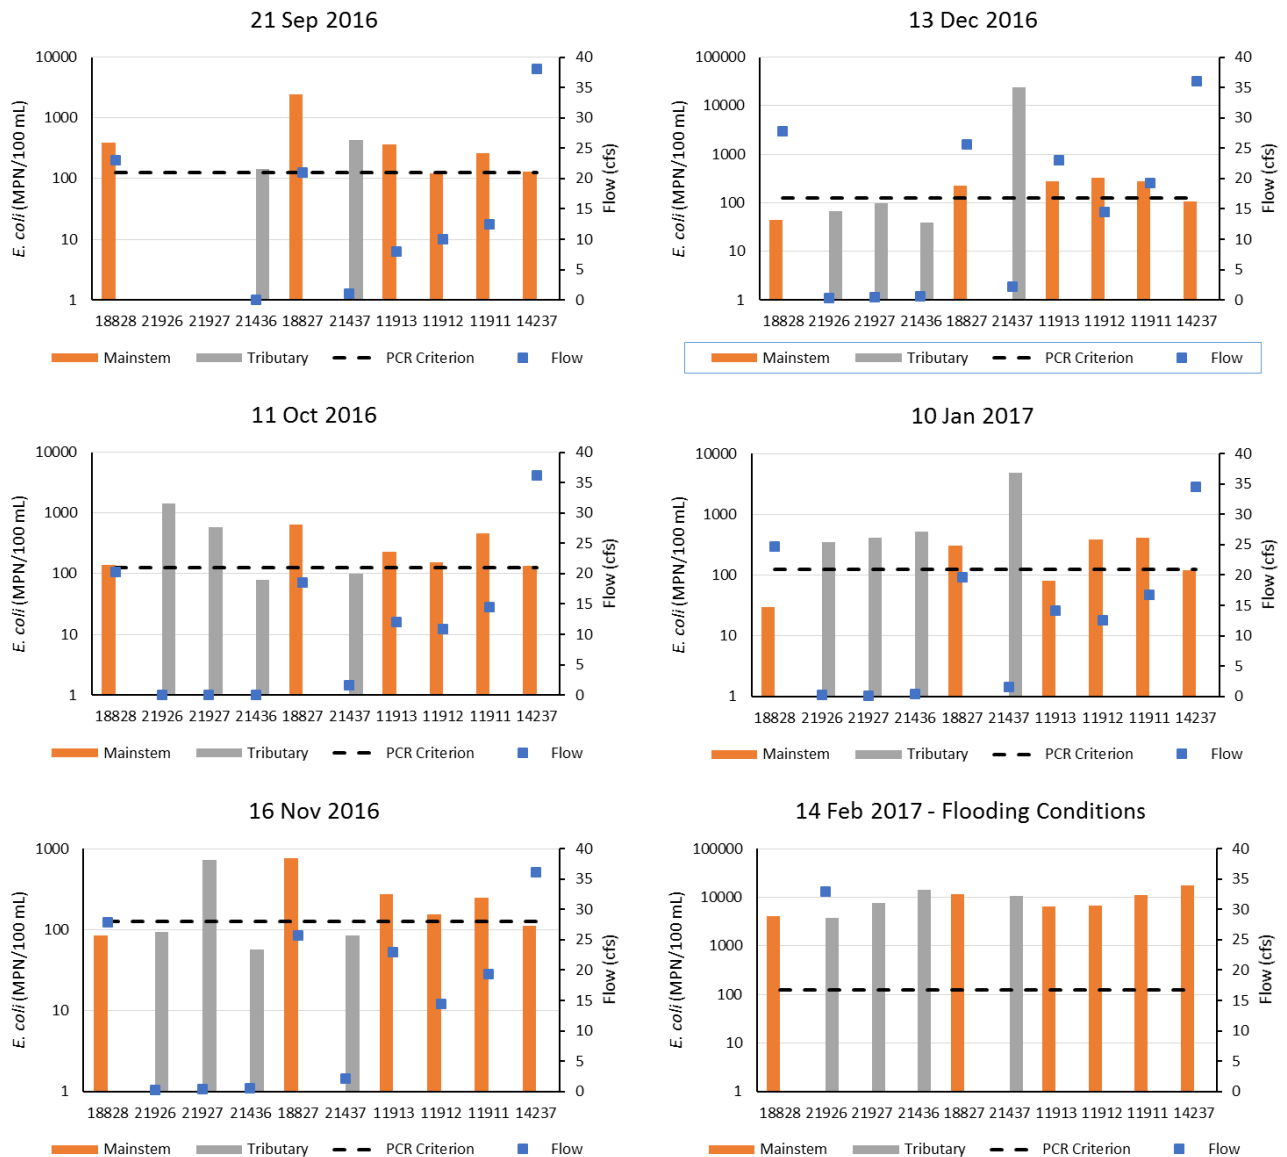 21 Sep 2016
E. coli (MPN/100 mL)
10000
1000
100
10
1
40
35
30
25
20
15
10
5
0
Flow (cfs)
18828 21926 21927 21436 18827 21437 11913 11912 11911 14237
Mainstem Tributary PCR Criterion Flow
13 Dec 2016
E. coli (MPN/100 mL)
100000
10000
1000
100
10
1
40
35
30
25
20
15
10
5
0
Flow (cfs)
18828 21926 21927 21436 18827 21437 11913 11912 11911 14237
Mainstem Tributary PCR Criterion Flow
11 Oct 2016
E. coli (MPN/100 mL)
10000
1000
100
10
1
40
35
30
25
20
15
10
5
0
Flow (cfs)
18828 21926 21927 21436 18827 21437 11913 11912 11911 14237
Mainstem Tributary PCR Criterion Flow
10 Jan 2017
E. coli (MPN/100 mL)
10000
1000
100
10
1
40
35
30
25
20
15
10
5
0
Flow (cfs)
18828 21926 21927 21436 18827 21437 11913 11912 11911 14237
Mainstem Tributary PCR Criterion Flow
16 Nov 2016
E. coli (MPN/100 mL)
1000
100
10
1
40
35
30
25
20
15
10
5
0
Flow (cfs)
18828 21926 21927 21436 18827 21437 11913 11912 11911 14237
Mainstem Tributary PCR Criterion Flow
14 Feb 2017 - Flooding Conditions
E. coli (MPN/100 mL)
100000
10000
1000
100
10
1
40
35
30
25
20
15
10
5
0
Flow (cfs)
18828 21926 21927 21436 18827 21437 11913 11912 11911 14237
Mainstem Tributary PCR Criterion Flow